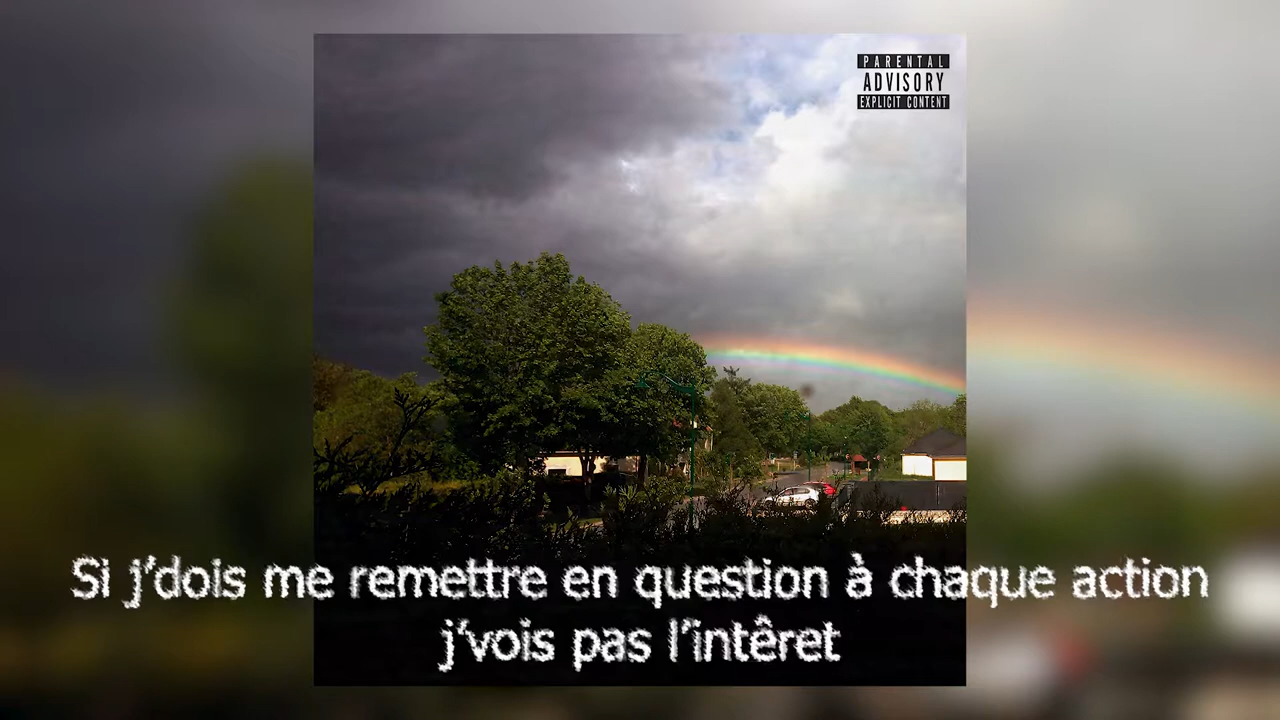 PARENTAL
ADVISORY
EXPLICIT CONTENT
Si j'dois me remettre en question à chaque action
j'vois pas l'intêret